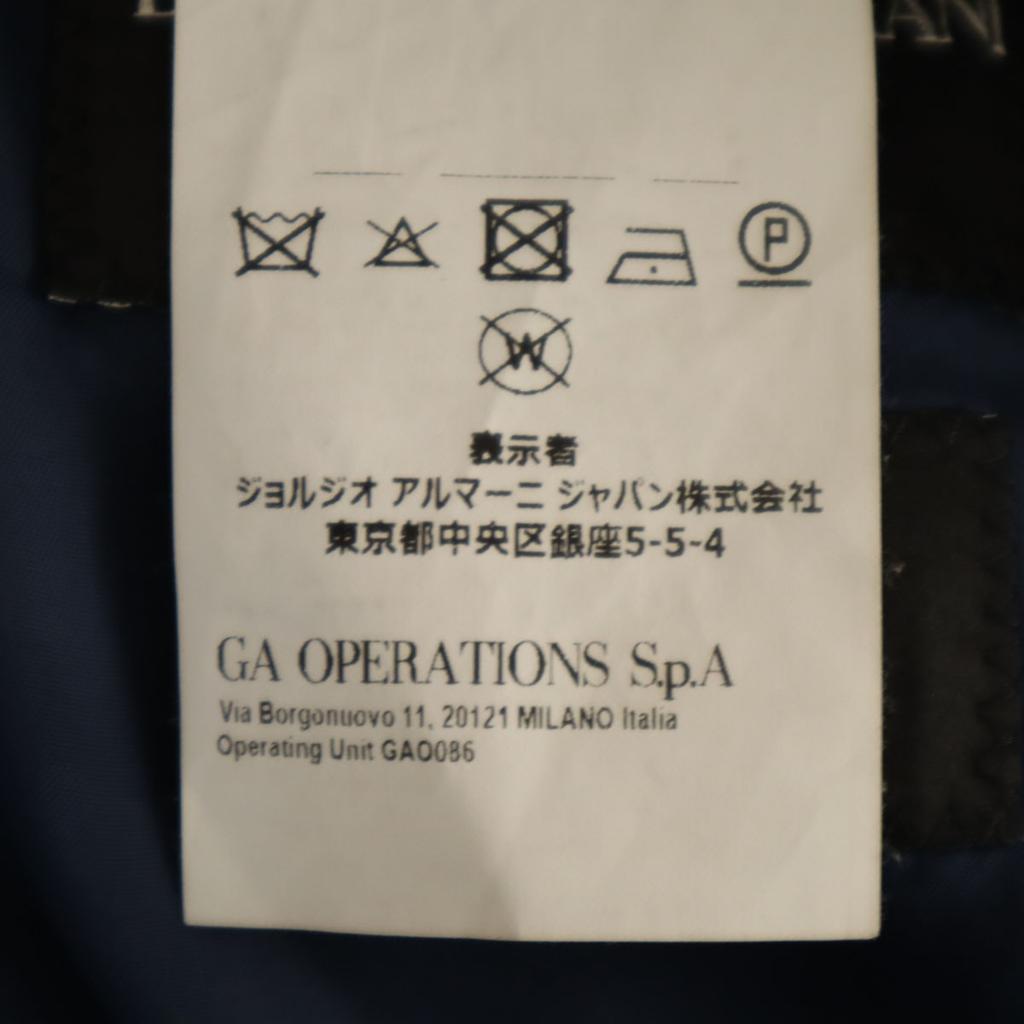 AN
P
W
表示者
ジョルジオ アルマーニ ジャパン株式会社
東京都中央区銀座5-5-4
GA OPERATIONS S.p.A
Via Borgonuovo 11, 20121 MILANO Italia
Operating Unit GAO086